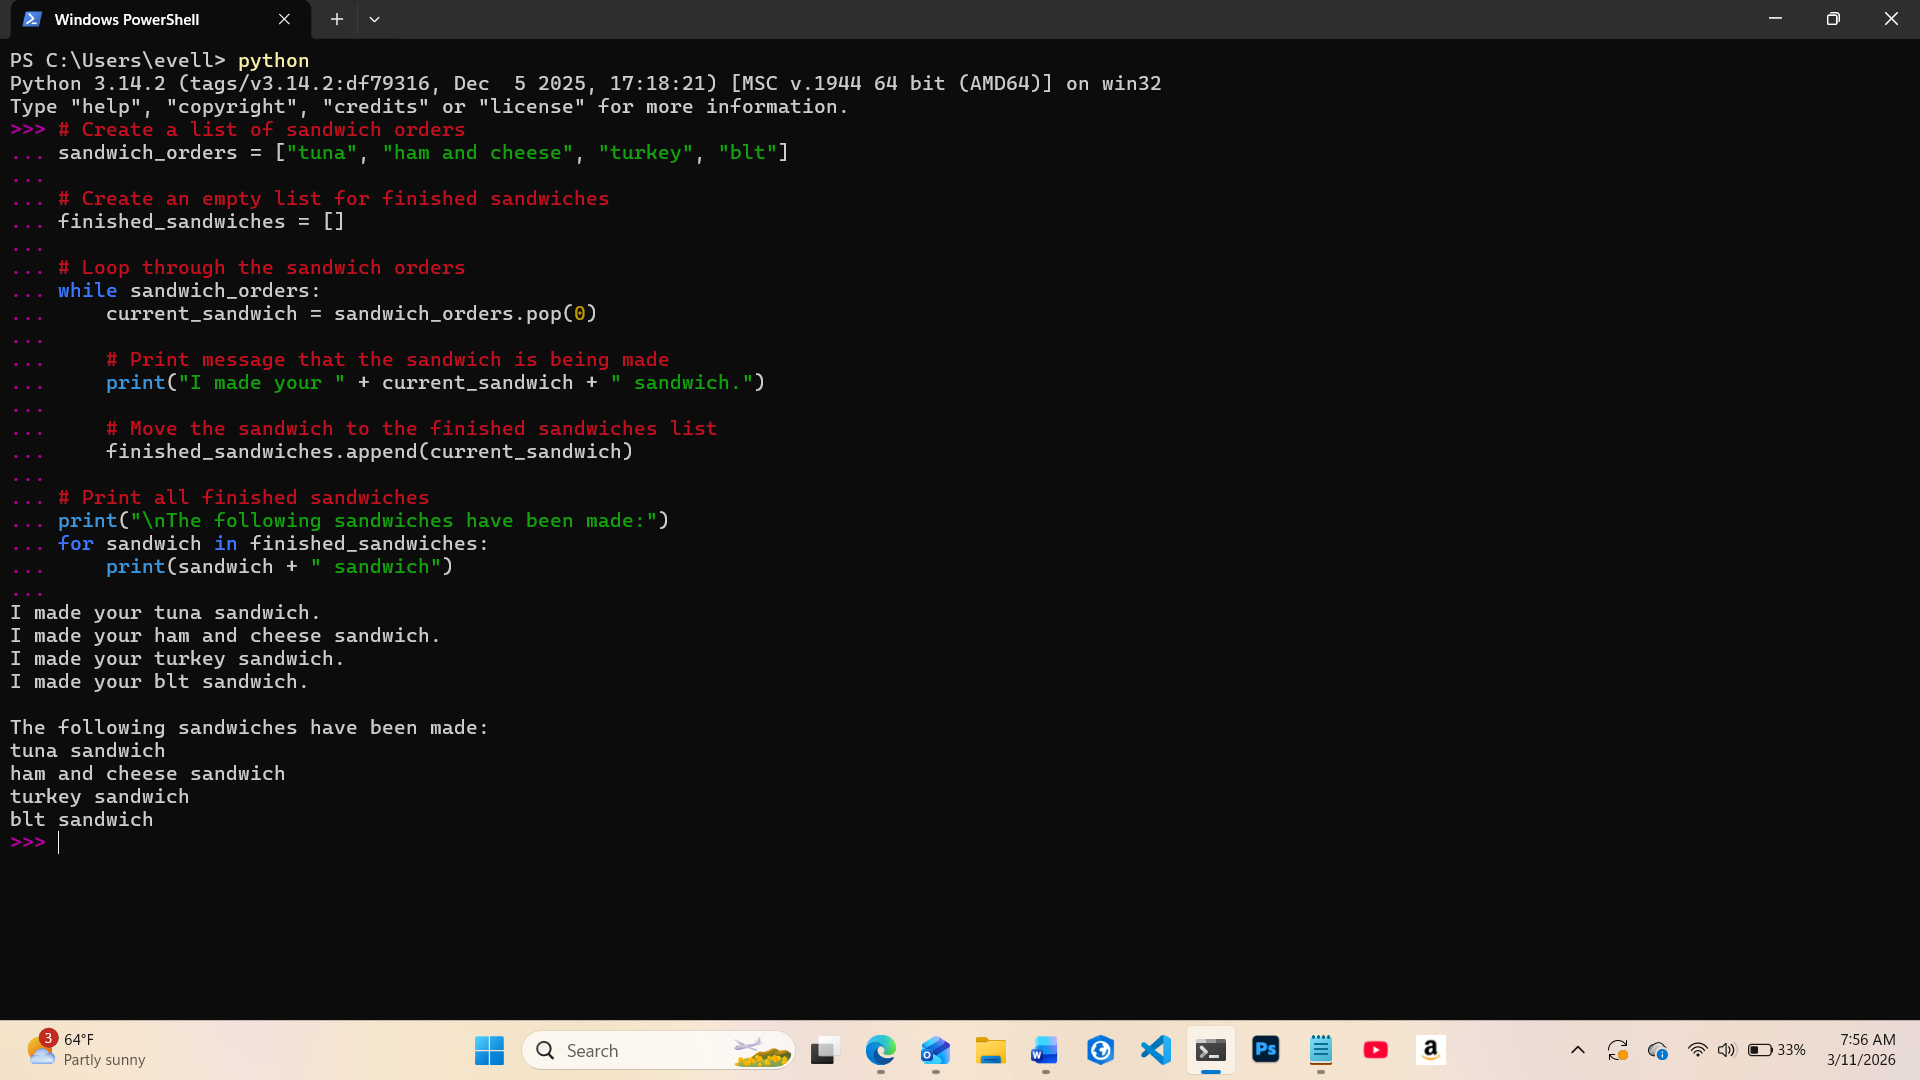 Windows PowerShell
PS C:\Users\evell> python
Python 3.14.2 (tags/v3.14.2:df79316, Dec  5 2025, 17:18:21) [MSC v.1944 64 bit (AMD64)] on win32
Type "help", "copyright", "credits" or "license" for more information.
>>> # Create a list of sandwich orders
... sandwich_orders = ["tuna", "ham and cheese", "turkey", "blt"]
...
... # Create an empty list for finished sandwiches
... finished_sandwiches = []
...
... # Loop through the sandwich orders
... while sandwich_orders:
...     current_sandwich = sandwich_orders.pop(0)
...
...     # Print message that the sandwich is being made
...     print("I made your " + current_sandwich + " sandwich.")
...
...     # Move the sandwich to the finished sandwiches list
...     finished_sandwiches.append(current_sandwich)
...
... # Print all finished sandwiches
... print("\nThe following sandwiches have been made:")
... for sandwich in finished_sandwiches:
...     print(sandwich + " sandwich")
...
I made your tuna sandwich.
I made your ham and cheese sandwich.
I made your turkey sandwich.
I made your blt sandwich.

The following sandwiches have been made:
tuna sandwich
ham and cheese sandwich
turkey sandwich
blt sandwich
>>>
3
64°F
Partly sunny
Search
O
W
Ps
a
33%
7:56 AM
3/11/2026